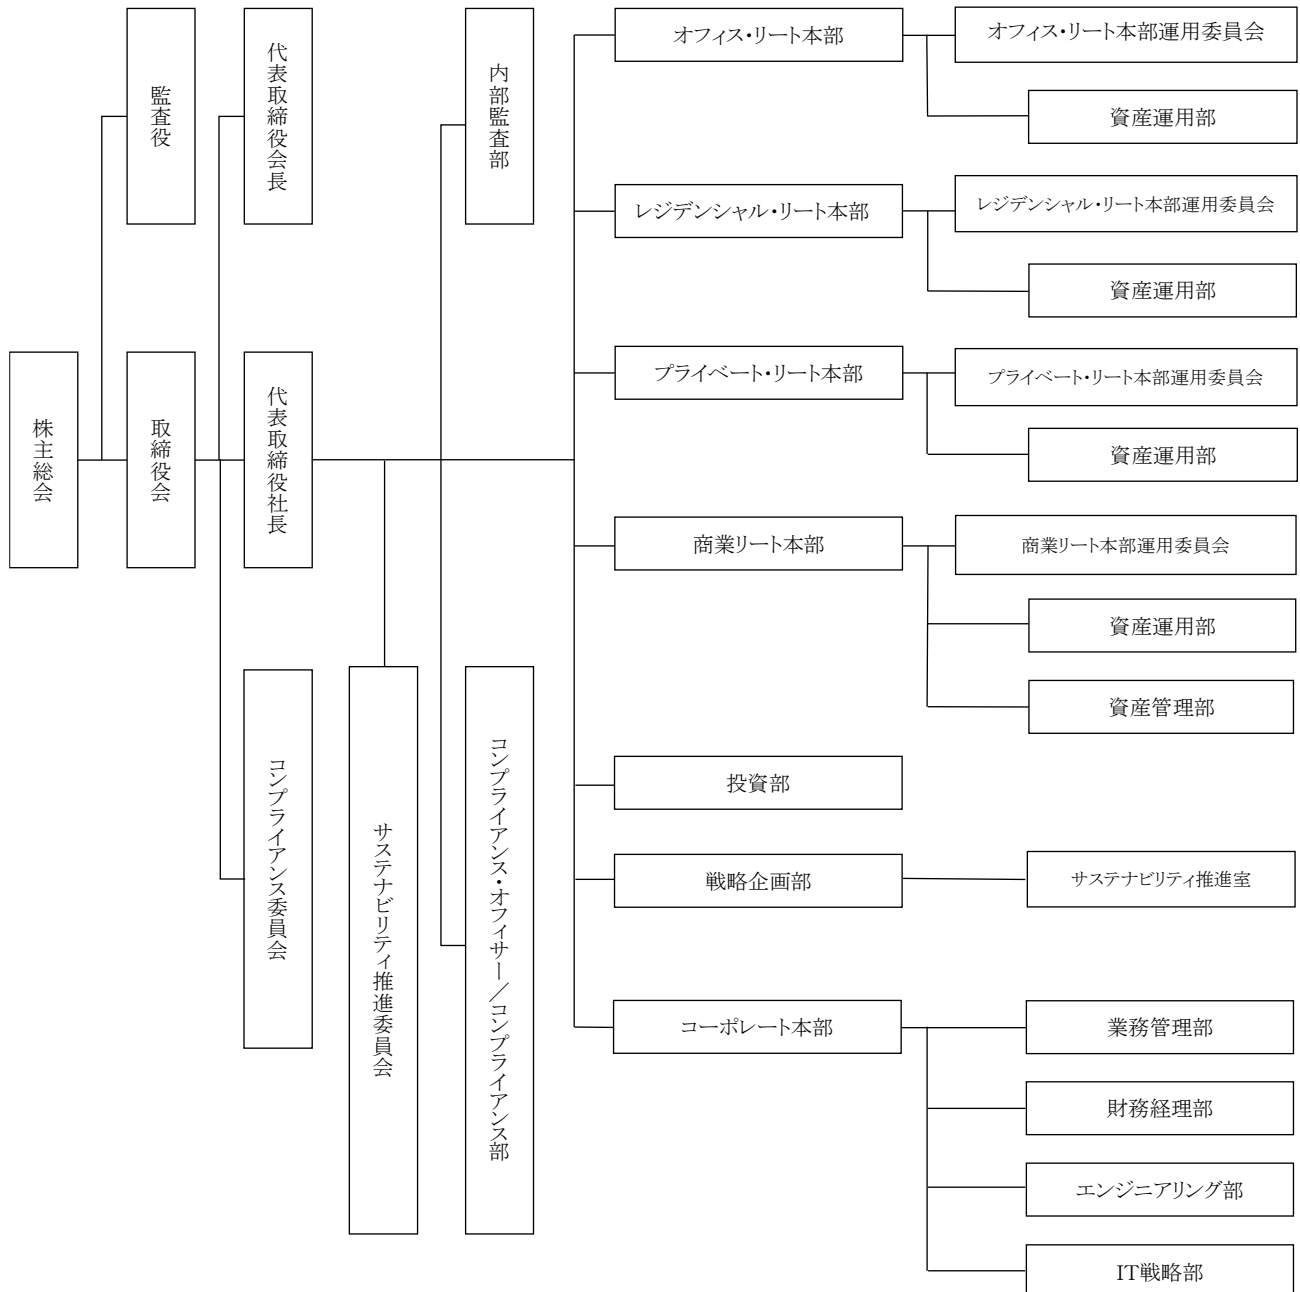 株主総会
監査役
取締役会
代表取締役会長
代表取締役社長
コンプライアンス委員会
サステナビリティ推進委員会
内部監査部
コンプライアンス・オフィサー／コンプライアンス部
オフィス・リート本部
オフィス・リート本部運用委員会
資産運用部
レジデンシャル・リート本部
レジデンシャル・リート本部運用委員会
資産運用部
プライベート・リート本部
プライベート・リート本部運用委員会
資産運用部
商業リート本部
商業リート本部運用委員会
資産運用部
資産管理部
投資部
戦略企画部
サステナビリティ推進室
コーポレート本部
業務管理部
財務経理部
エンジニアリング部
IT戦略部